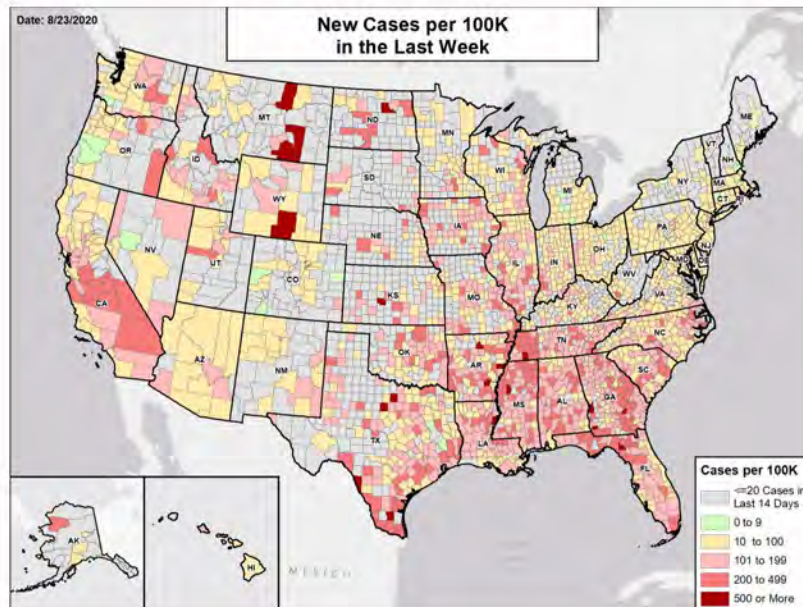 Date: 8/23/2020
New Cases per 100K
in the Last Week
WA
MT
ND
MN
ME
OR
ID
WY
SD
WI
MI
VT
NH
NY
MA
CT
RI
NV
UT
CO
NE
IA
IL
IN
OH
PA
NJ
MD
DE
CA
KS
MO
KY
WV
VA
AZ
NM
OK
AR
TN
NC
SC
TX
LA
MS
AL
GA
FL
AK
HI
MEXICO
Cases per 100K
<=20 Cases in
Last 14 Days
0 to 9
10 to 100
101 to 199
200 to 499
500 or More